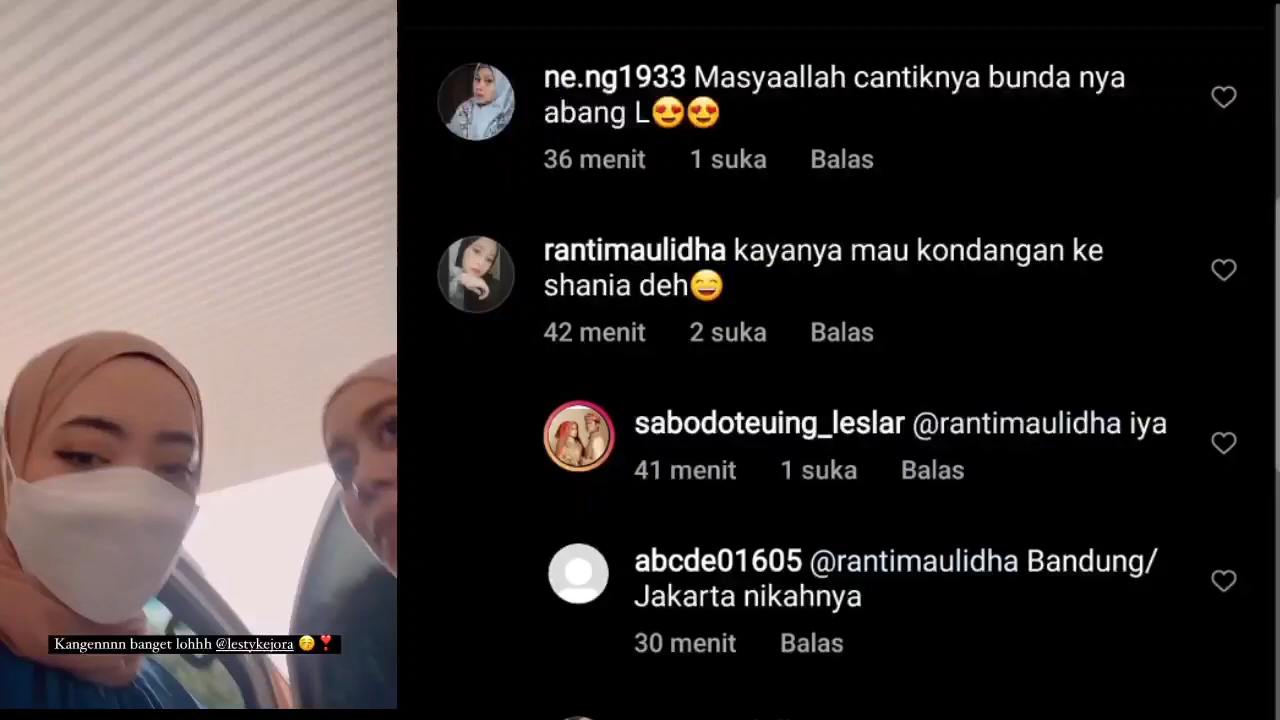 Kangennnn banget lohhh @lestykejora
ne.ng1933 Masyaallah cantiknya bunda nya
abang L😍😍
36 menit 1 suka Balas
rantimaulidha kayanya mau kondangan ke
shania deh😄
42 menit 2 suka Balas
sabodoteuing_leslar @rantimaulidha iya
41 menit 1 suka Balas
abcde01605 @rantimaulidha Bandung/
Jakarta nikahnya
30 menit Balas